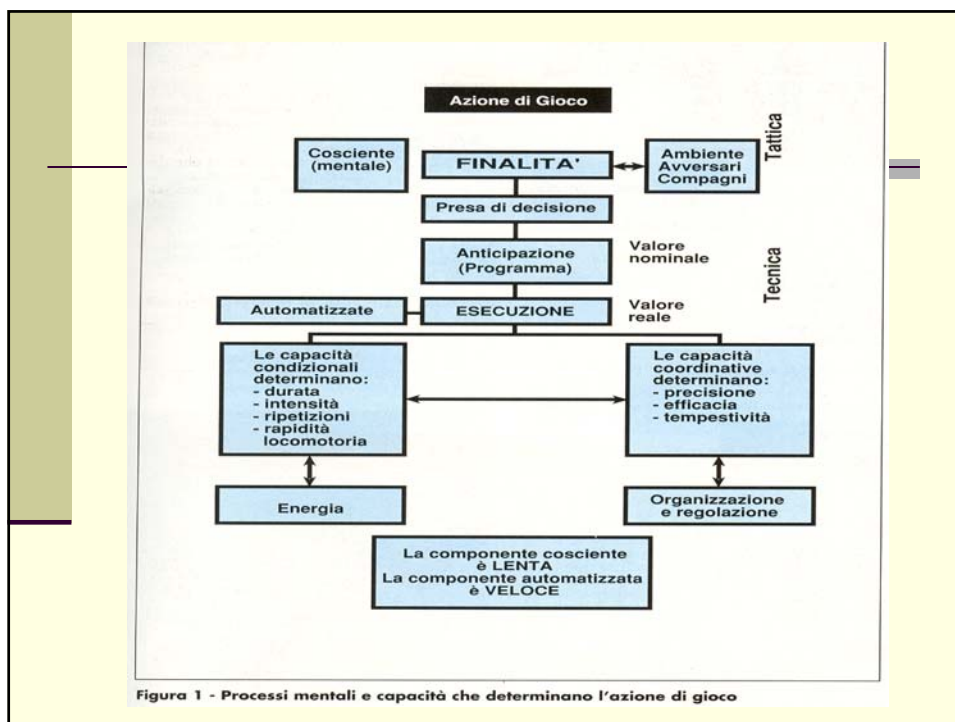 Azione di Gioco
Cosciente
(mentale)
FINALITA'
Ambiente
Avversari
Compagni
Tattica
Presa di decisione
Anticipazione
(Programma)
Valore
nominale
Tecnica
Automatizzate
ESECUZIONE
Valore
reale
Le capacità
condizionali
determinano:
- durata
- intensità
- ripetizioni
- rapidità
locomotoria
Le capacità
coordinative
determinano:
- precisione
- efficacia
- tempestività
Energia
Organizzazione
e regolazione
La componente cosciente
è LENTA
La componente automatizzata
è VELOCE
Figura 1 - Processi mentali e capacità che determinano l'azione di gioco